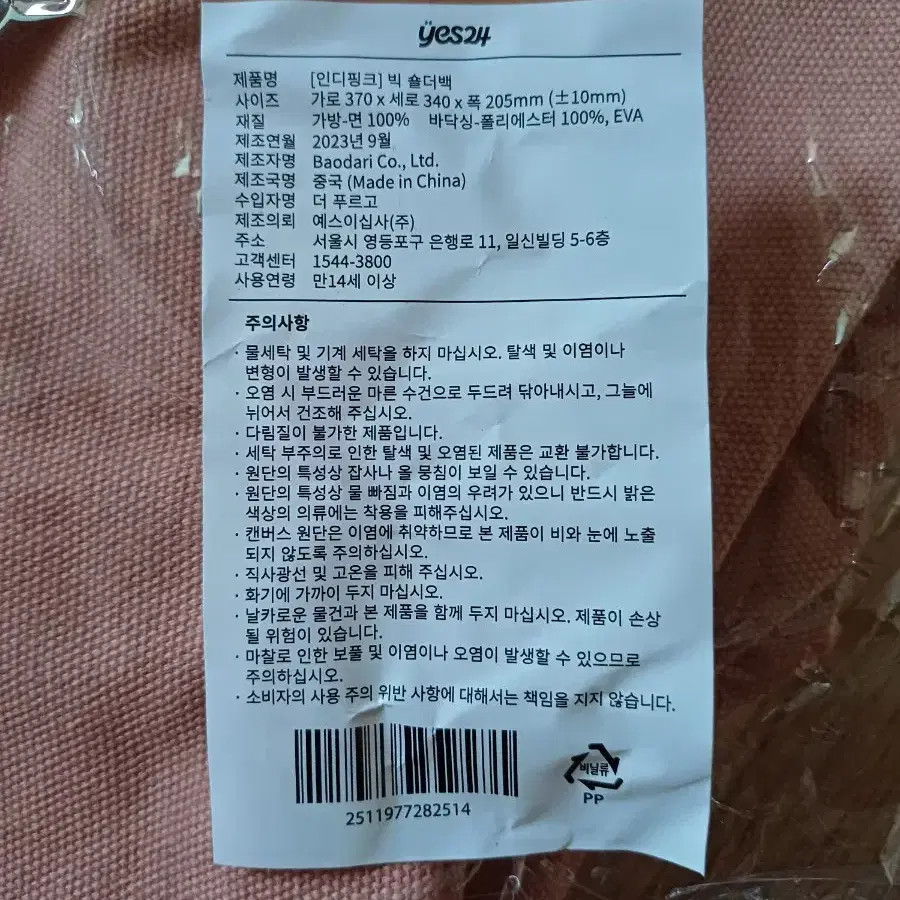 yes24
제품명 [인디핑크] 빅 숄더백
사이즈 가로 370 x 세로 340 x 폭 205mm (±10mm)
재질 가방-면 100% 바닥싱-폴리에스터 100%, EVA
제조연월 2023년 9월
제조자명 Baodari Co., Ltd.
제조국명 중국 (Made in China)
수입자명 더 푸르고
제조의뢰 예스이십사(주)
주소 서울시 영등포구 은행로 11, 일신빌딩 5-6층
고객센터 1544-3800
사용연령 만14세 이상
주의사항
· 물세탁 및 기계 세탁을 하지 마십시오. 탈색 및 이염이나
변형이 발생할 수 있습니다.
· 오염 시 부드러운 마른 수건으로 두드려 닦아내시고, 그늘에
뉘어서 건조해 주십시오.
· 다림질이 불가한 제품입니다.
· 세탁 부주의로 인한 탈색 및 오염된 제품은 교환 불가합니다.
· 원단의 특성상 잡사나 올 뭉침이 보일 수 있습니다.
· 원단의 특성상 물 빠짐과 이염의 우려가 있으니 반드시 밝은
색상의 의류에는 착용을 피해주십시오.
· 캔버스 원단은 이염에 취약하므로 본 제품이 비와 눈에 노출
되지 않도록 주의하십시오.
· 직사광선 및 고온을 피해 주십시오.
· 화기에 가까이 두지 마십시오.
· 날카로운 물건과 본 제품을 함께 두지 마십시오. 제품이 손상
될 위험이 있습니다.
· 마찰로 인한 보풀 및 이염이나 오염이 발생할 수 있으므로
주의하십시오.
· 소비자의 사용 주의 위반 사항에 대해서는 책임을 지지 않습니다.
2511977282514
비닐류
PP